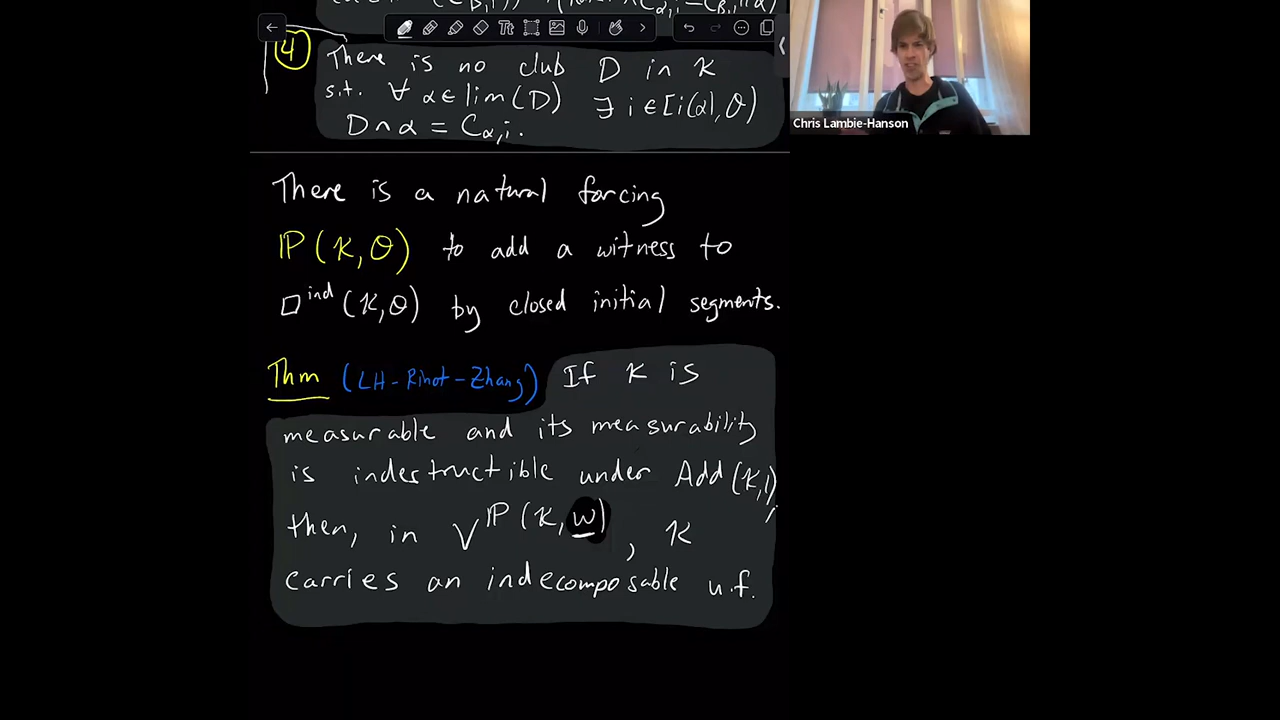 ④ There is no club D in κ
s.t. ∀ α ∈ lim(D) ∃ i ∈ [i(α), θ)
D ∩ α = C_{α,i}.
Chris Lambie-Hanson
There is a natural forcing
ℙ(κ, θ) to add a witness to
□^{ind}(κ, θ) by closed initial segments.
Thm (LH-Rinot-Zhang) If κ is
measurable and its measurability
is indestructible under Add(κ,1),
then, in V^{ℙ(κ,ω)}, κ
carries an indecomposable u.f.